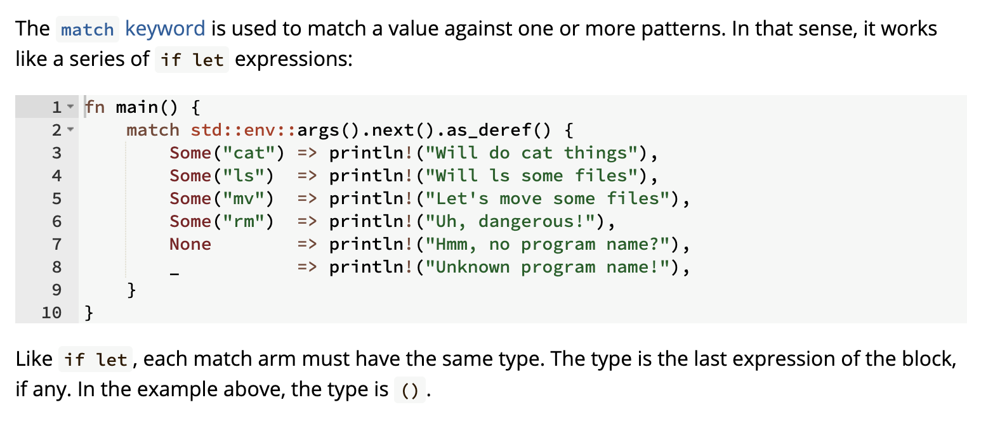 The match keyword is used to match a value against one or more patterns. In that sense, it works
like a series of if let expressions:
1 fn main() {
2     match std::env::args().next().as_deref() {
3         Some("cat") => println!("Will do cat things"),
4         Some("ls")  => println!("Will ls some files"),
5         Some("mv")  => println!("Let's move some files"),
6         Some("rm")  => println!("Uh, dangerous!"),
7         None        => println!("Hmm, no program name?"),
8         _           => println!("Unknown program name!"),
9     }
10 }
Like if let, each match arm must have the same type. The type is the last expression of the block,
if any. In the example above, the type is ().